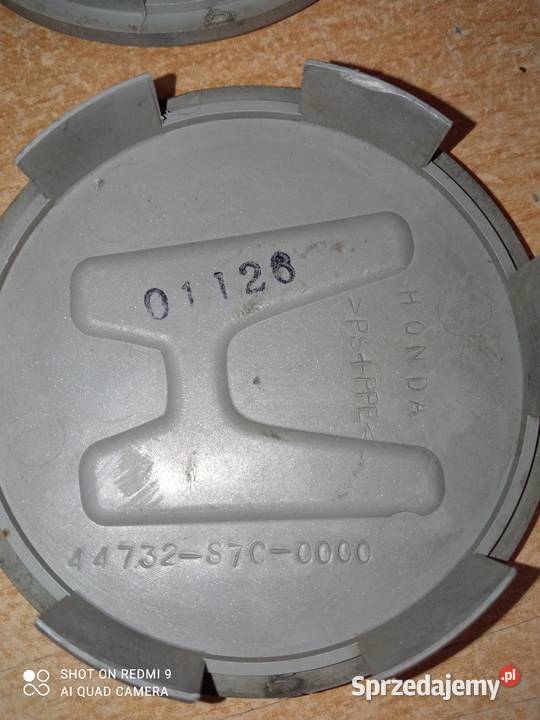 01126
HONDA
>PS+PPE<
44732-S7C-0000
SHOT ON REDMI 9
AI QUAD CAMERA
Sprzedajemy.pl